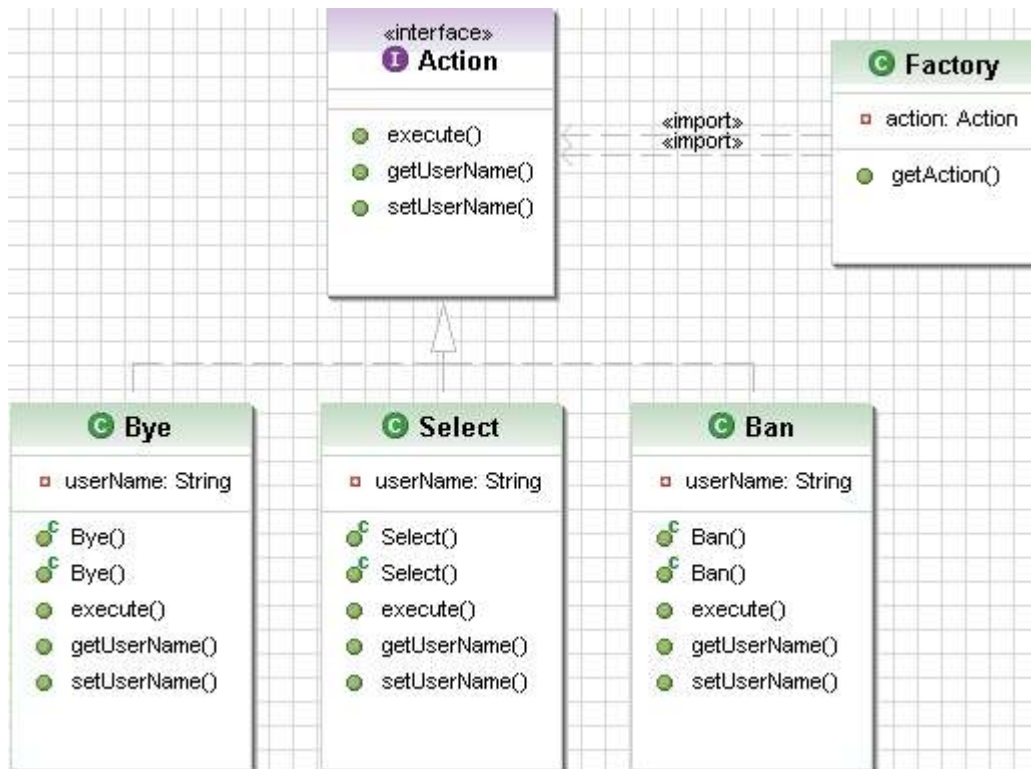 «interface»
I Action
execute()
getUserName()
setUserName()
«import»
«import»
C Factory
action: Action
getAction()
C Bye
userName: String
C Bye()
C Bye()
execute()
getUserName()
setUserName()
C Select
userName: String
C Select()
C Select()
execute()
getUserName()
setUserName()
C Ban
userName: String
C Ban()
C Ban()
execute()
getUserName()
setUserName()